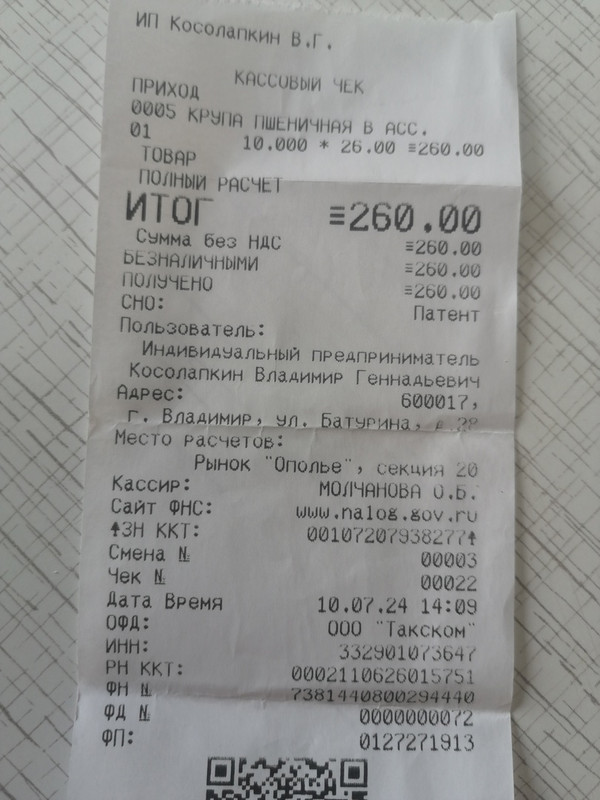 ИП Косолапкин В.Г.
КАССОВЫЙ ЧЕК
ПРИХОД
0005 КРУПА ПШЕНИЧНАЯ В АСС.
01 10.000 * 26.00 ≡260.00
ТОВАР
ПОЛНЫЙ РАСЧЕТ
ИТОГ ≡260.00
Сумма без НДС ≡260.00
БЕЗНАЛИЧНЫМИ ≡260.00
ПОЛУЧЕНО ≡260.00
СНО: Патент
Пользователь:
Индивидуальный предприниматель
Косолапкин Владимир Геннадьевич
Адрес: 600017,
г. Владимир, ул. Батурина, д.28
Место расчетов:
Рынок "Ополье", секция 20
Кассир: МОЛЧАНОВА О.Б.
Сайт ФНС: www.nalog.gov.ru
↑ЗН ККТ: 00107207938277↑
Смена № 00003
Чек № 00022
Дата Время 10.07.24 14:09
ОФД: ООО "Такском"
ИНН: 332901073647
РН ККТ: 0002110626015751
ФН № 7381440800294440
ФД № 0000000072
ФП: 0127271913